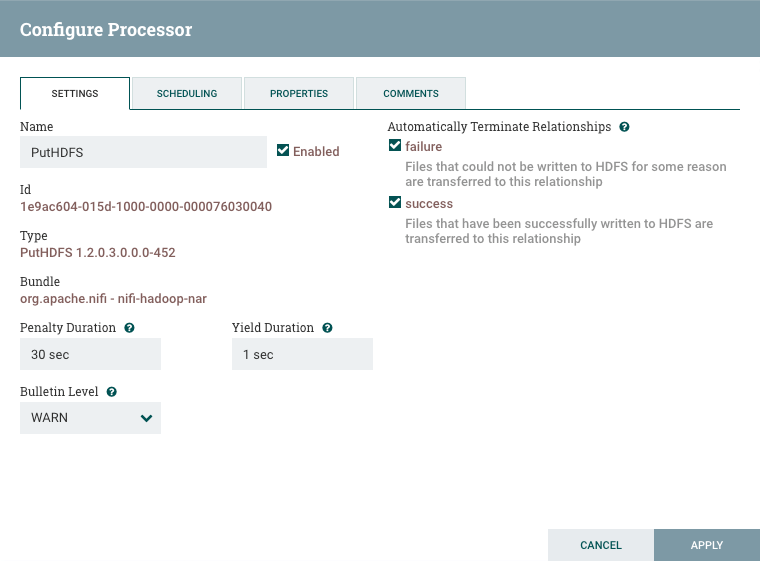 Configure Processor
SETTINGS
SCHEDULING
PROPERTIES
COMMENTS
Name
PutHDFS
Enabled
Id
1e9ac604-015d-1000-0000-000076030040
Type
PutHDFS 1.2.0.3.0.0.0-452
Bundle
org.apache.nifi - nifi-hadoop-nar
Penalty Duration
Yield Duration
30 sec
1 sec
Bulletin Level
WARN
Automatically Terminate Relationships
failure
Files that could not be written to HDFS for some reason
are transferred to this relationship
success
Files that have been successfully written to HDFS are
transferred to this relationship
CANCEL
APPLY